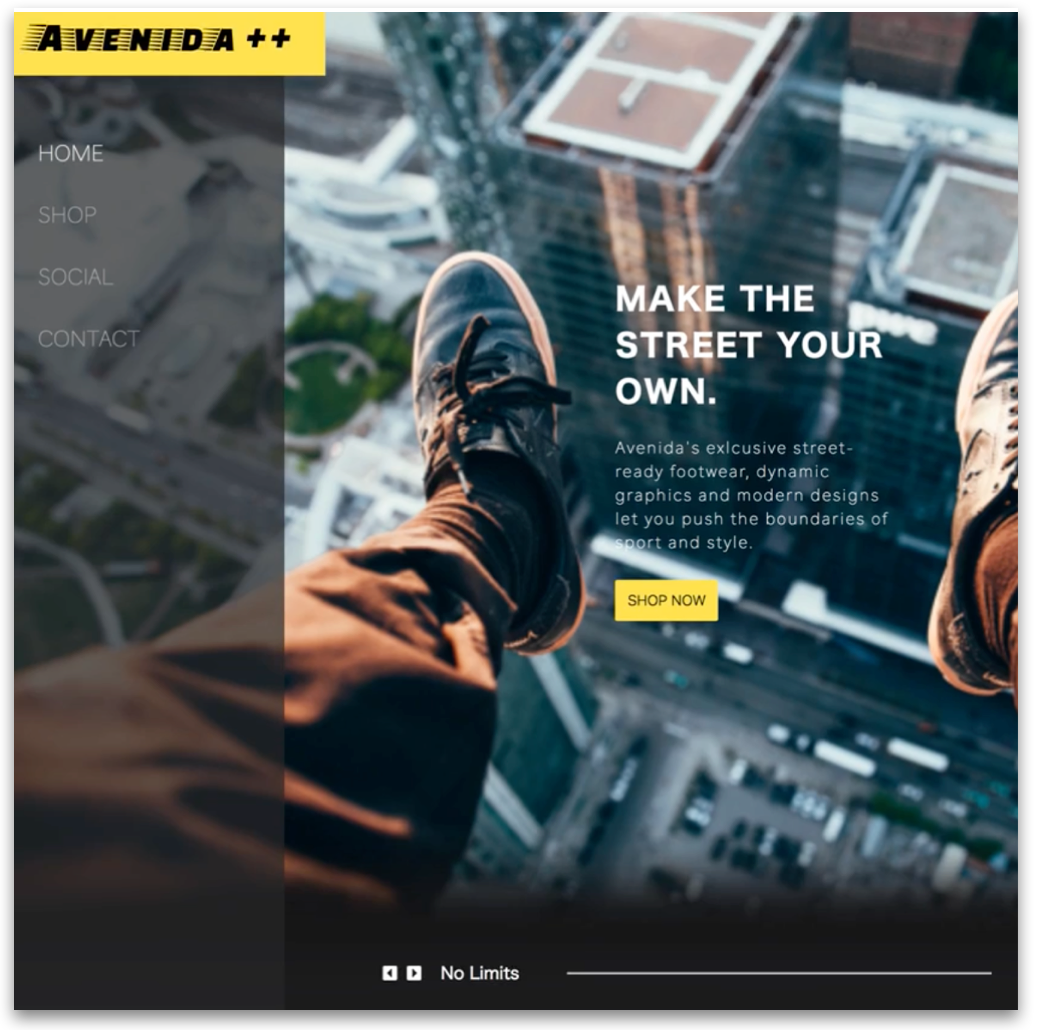 AVENIDA ++
HOME
SHOP
SOCIAL
CONTACT
MAKE THE
STREET YOUR
OWN.
Avenida's exlcusive street-
ready footwear, dynamic
graphics and modern designs
let you push the boundaries of
sport and style.
SHOP NOW
No Limits